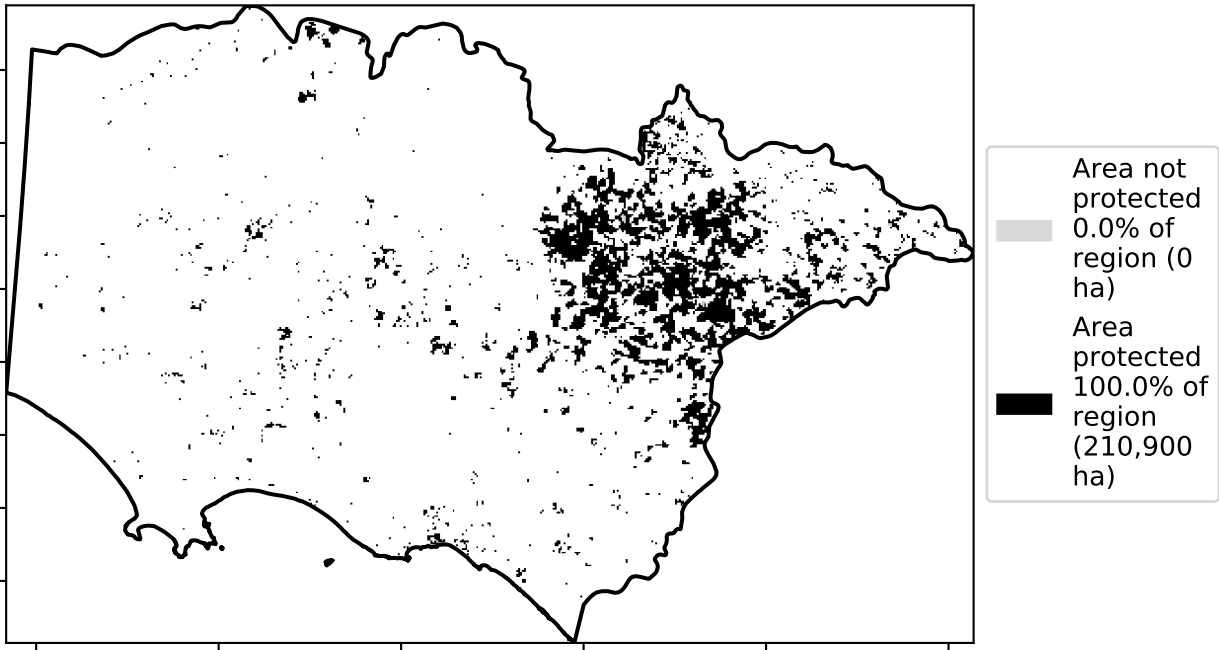 Area not
protected
0.0% of
region (0
ha)
Area
protected
100.0% of
region
(210,900
ha)